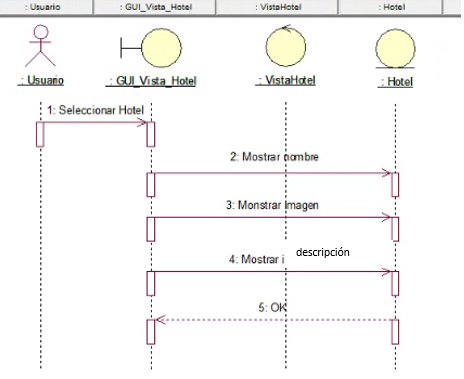 : Usuario
: GUI_Vista_Hotel
: VistaHotel
: Hotel
: Usuario
: GUI_Vista_Hotel
: VistaHotel
: Hotel
1: Seleccionar Hotel
2: Mostrar nombre
3: Monstrar Imagen
4: Mostrar i descripción
5: OK